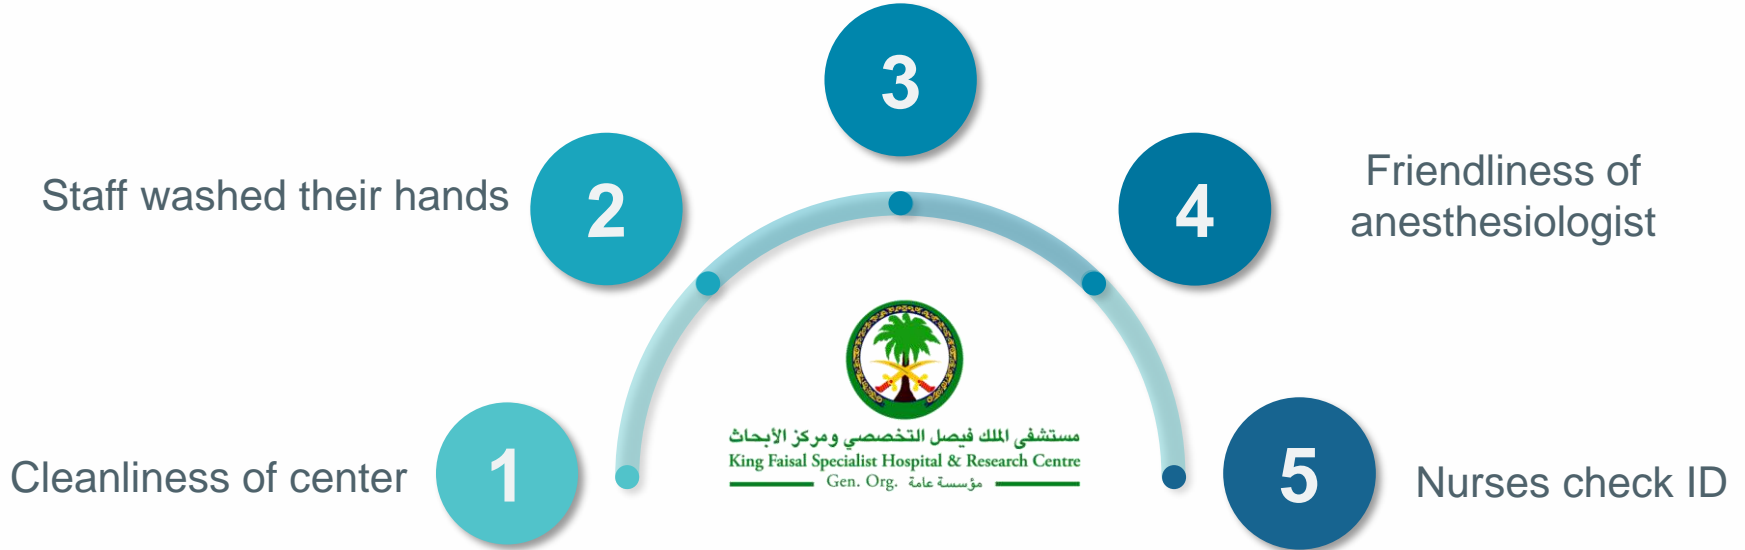 3
Staff washed their hands
2
4
Friendliness of
anesthesiologist
مستشفى الملك فيصل التخصصي ومركز الأبحاث
King Faisal Specialist Hospital & Research Centre
Gen. Org. مؤسسة عامة
Cleanliness of center
1
5
Nurses check ID